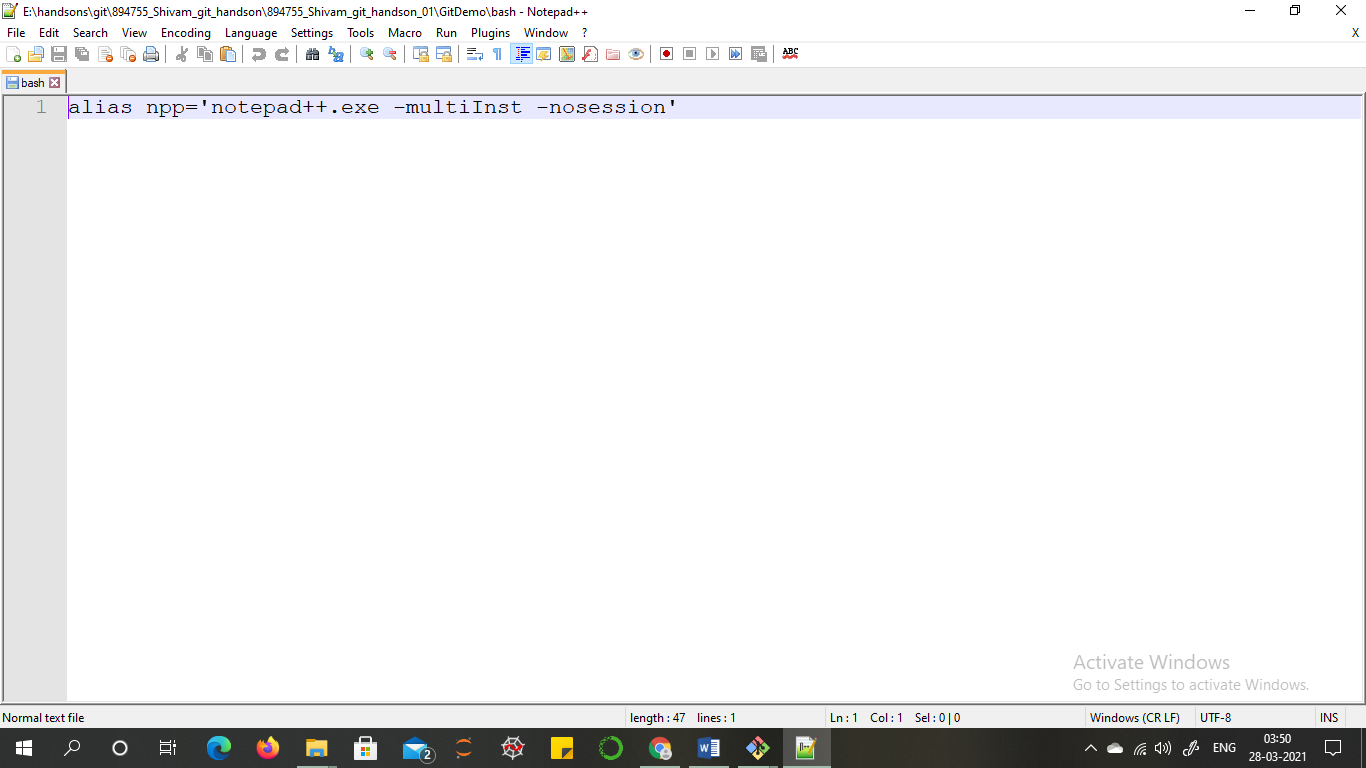 E:\handsons\git\894755_Shivam_git_handson\894755_Shivam_git_handson_01\GitDemo\bash - Notepad++
File Edit Search View Encoding Language Settings Tools Macro Run Plugins Window ? X
ABC
bash
1 alias npp='notepad++.exe -multiInst -nosession'
Activate Windows
Go to Settings to activate Windows.
Normal text file length : 47 lines : 1 Ln : 1 Col : 1 Sel : 0 | 0 Windows (CR LF) UTF-8 INS
2 ENG 03:50
28-03-2021